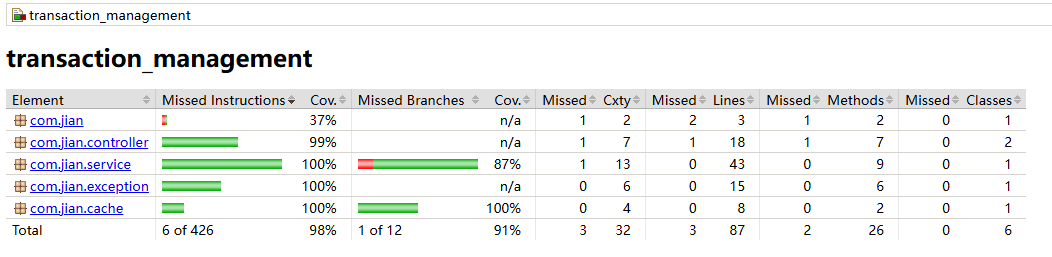 transaction_management
transaction_management
Element Missed Instructions Cov. Missed Branches Cov. Missed Cxty Missed Lines Missed Methods Missed Classes
com.jian 37% n/a 1 2 2 3 1 2 0 1
com.jian.controller 99% n/a 1 7 1 18 1 7 0 2
com.jian.service 100% 87% 1 13 0 43 0 9 0 1
com.jian.exception 100% n/a 0 6 0 15 0 6 0 1
com.jian.cache 100% 100% 0 4 0 8 0 2 0 1
Total 6 of 426 98% 1 of 12 91% 3 32 3 87 2 26 0 6